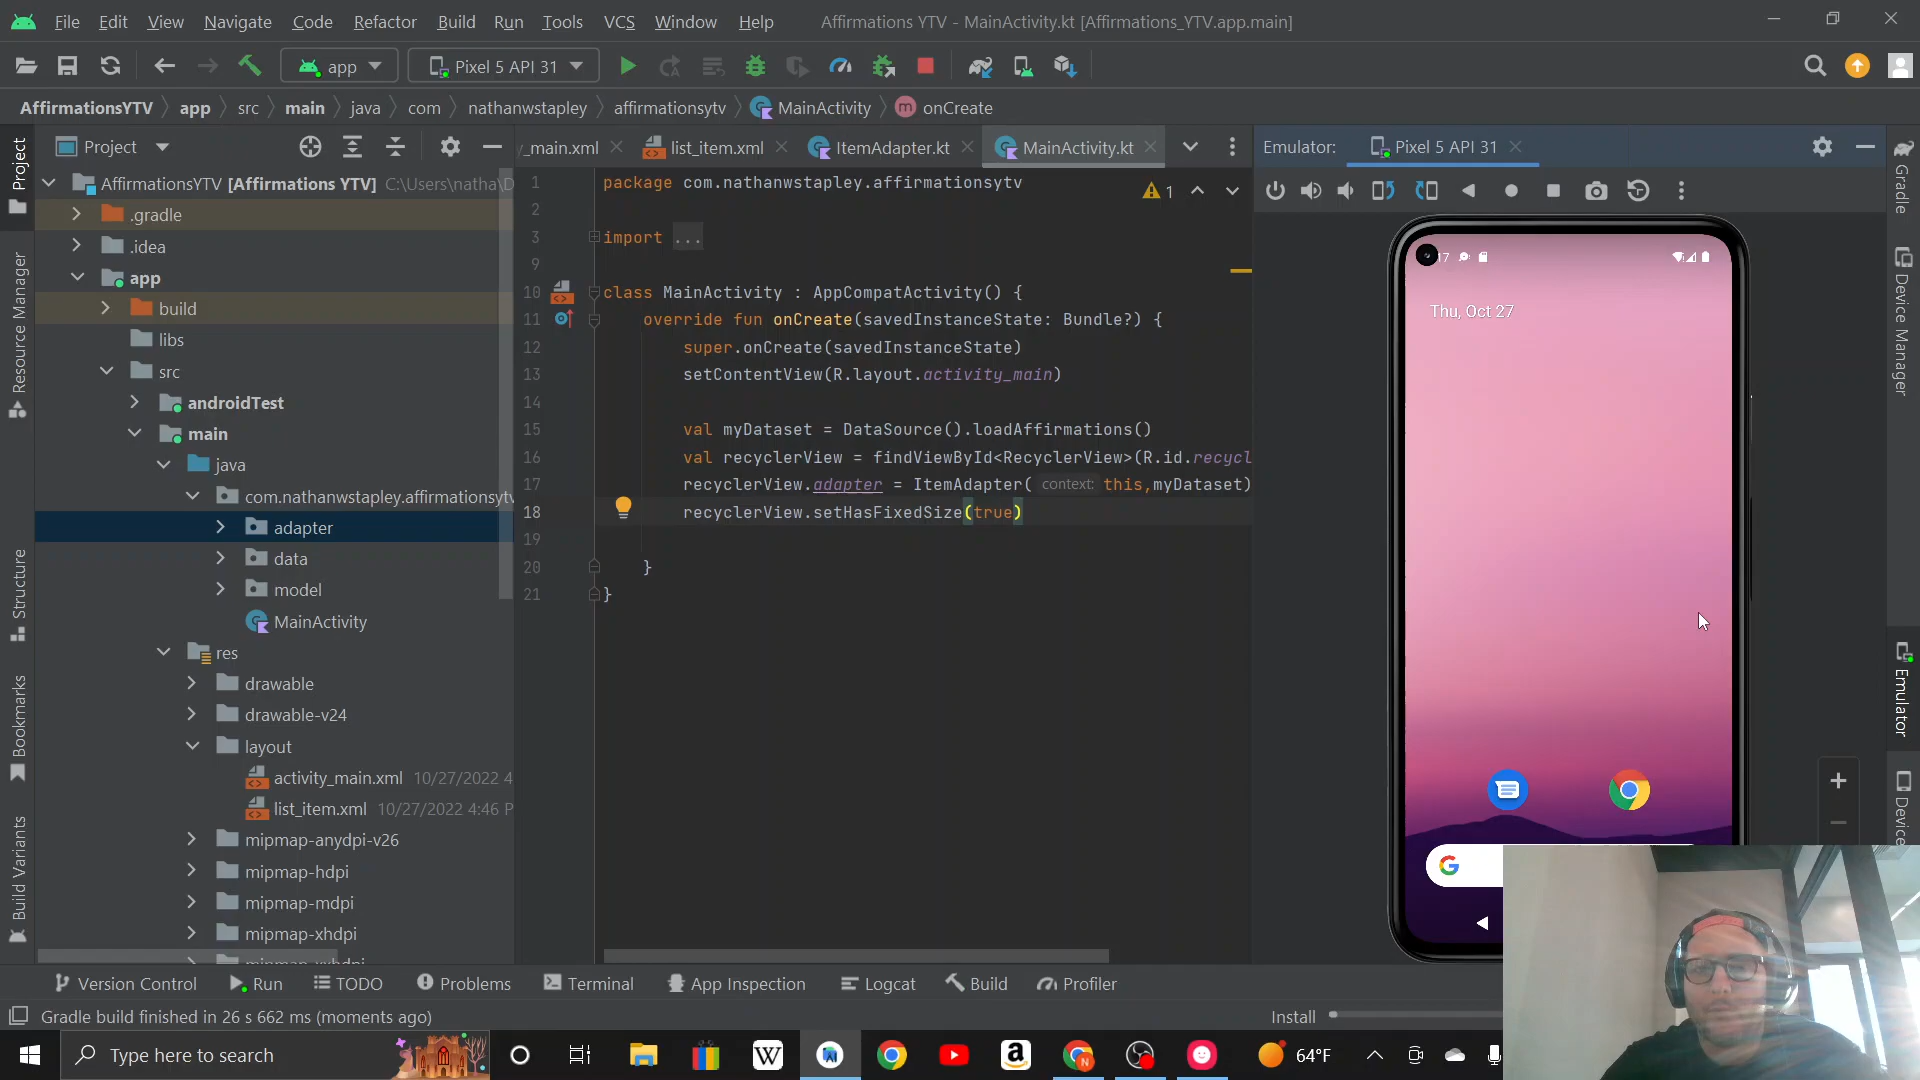 File Edit View Navigate Code Refactor Build Run Tools VCS Window Help Affirmations YTV - MainActivity.kt [Affirmations_YTV.app.main]
app Pixel 5 API 31
AffirmationsYTV app src main java com nathanwstapley affirmationsytv MainActivity onCreate
Project
_main.xml list_item.xml ItemAdapter.kt MainActivity.kt
Emulator: Pixel 5 API 31
Project
Resource Manager
Structure
Bookmarks
Build Variants
AffirmationsYTV [Affirmations YTV] C:\Users\natha\D
.gradle
.idea
app
build
libs
src
androidTest
main
java
com.nathanwstapley.affirmationsytv
adapter
data
model
MainActivity
res
drawable
drawable-v24
layout
activity_main.xml 10/27/2022 4
list_item.xml 10/27/2022 4:46 P
mipmap-anydpi-v26
mipmap-hdpi
mipmap-mdpi
mipmap-xhdpi
1 package com.nathanwstapley.affirmationsytv
1
2
3 import ...
9
10 class MainActivity : AppCompatActivity() {
11 override fun onCreate(savedInstanceState: Bundle?) {
12 super.onCreate(savedInstanceState)
13 setContentView(R.layout.activity_main)
14
15 val myDataset = DataSource().loadAffirmations()
16 val recyclerView = findViewById<RecyclerView>(R.id.recycl
17 recyclerView.adapter = ItemAdapter( context: this,myDataset)
18 recyclerView.setHasFixedSize(true)
19
20 }
21 }
17
Thu, Oct 27
G
Gradle
Device Manager
Emulator
Device
Version Control Run TODO Problems Terminal App Inspection Logcat Build Profiler
Gradle build finished in 26 s 662 ms (moments ago) Install
Type here to search
W
a
N
64°F